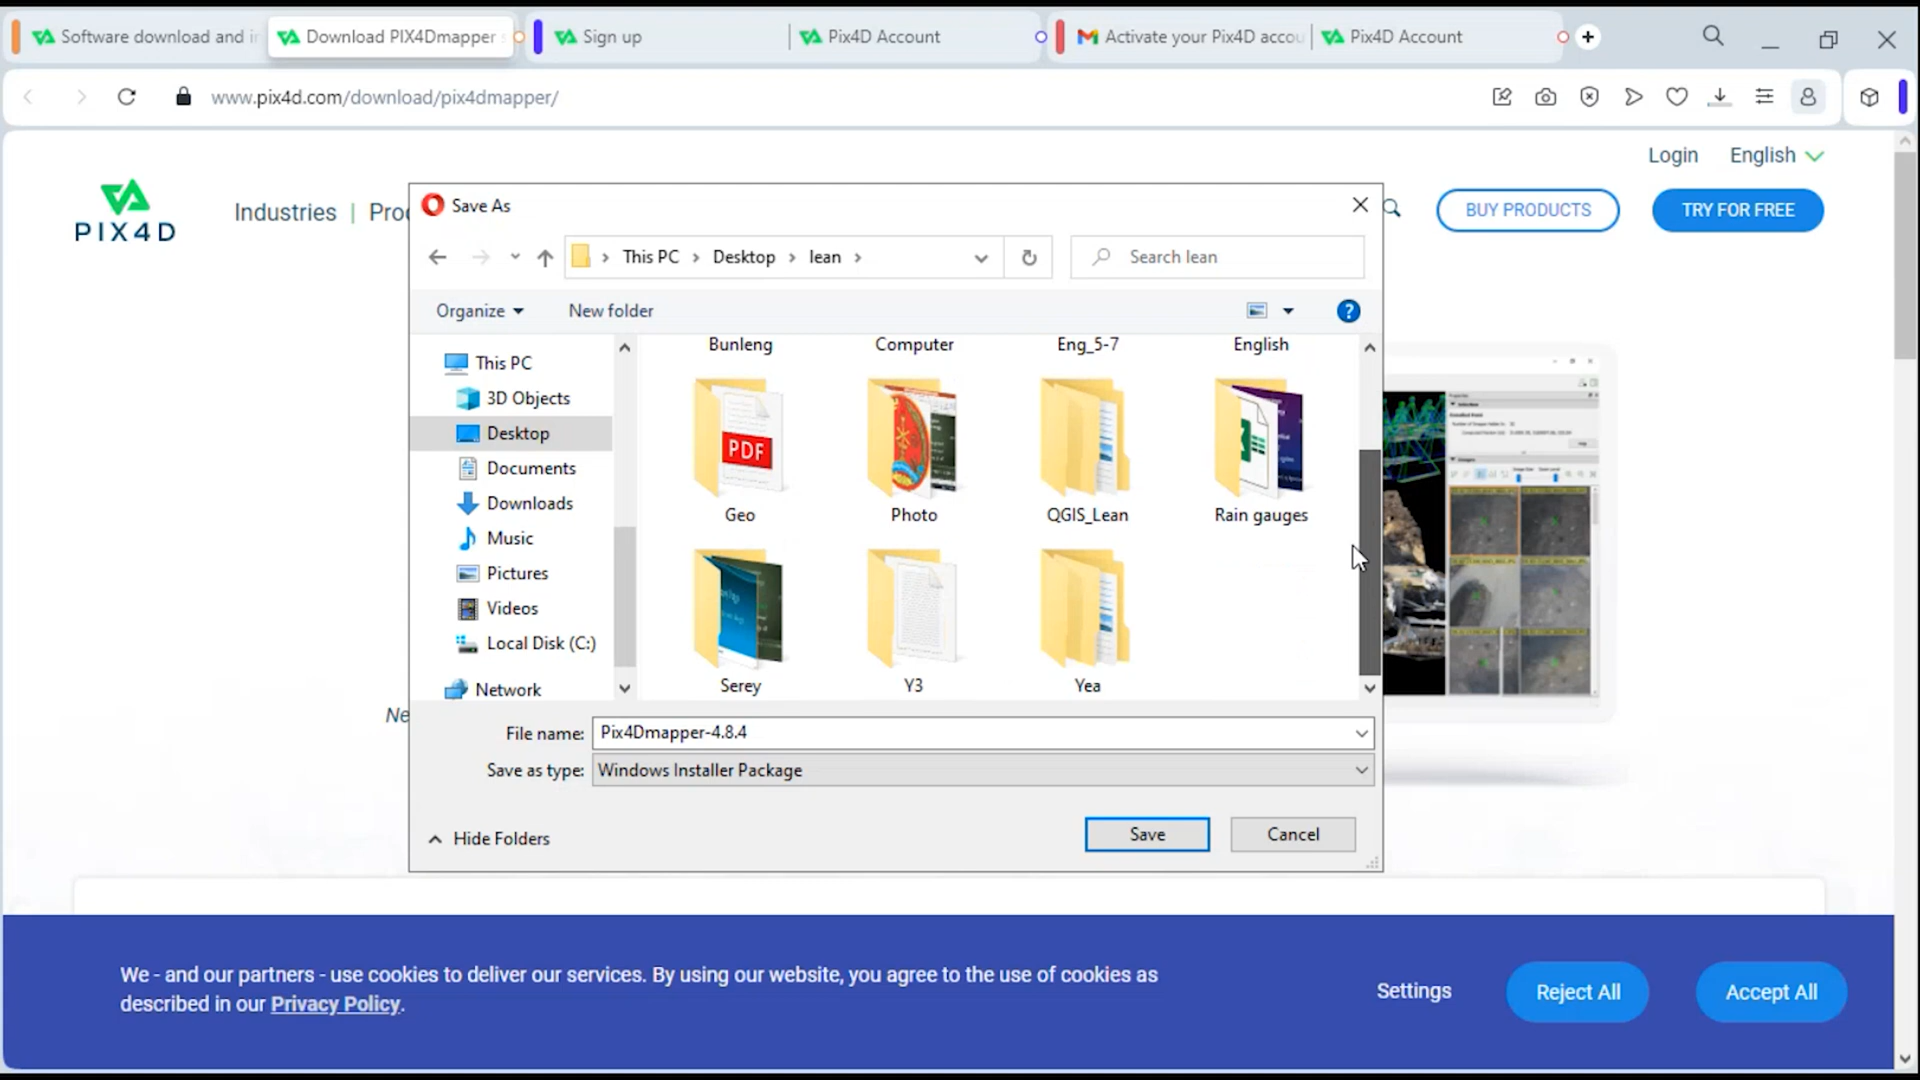 Software download and in
Download PIX4Dmapper s
Sign up
Pix4D Account
Activate your Pix4D accou
Pix4D Account
www.pix4d.com/download/pix4dmapper/
Login
English
PIX4D
Industries | Proc
BUY PRODUCTS
TRY FOR FREE
Save As
This PC > Desktop > lean >
Search lean
Organize
New folder
This PC
3D Objects
Desktop
Documents
Downloads
Music
Pictures
Videos
Local Disk (C:)
Network
Bunleng
Computer
Eng_5-7
English
PDF
Geo
Photo
QGIS_Lean
Rain gauges
Serey
Y3
Yea
Ne
File name: Pix4Dmapper-4.8.4
Save as type: Windows Installer Package
Hide Folders
Save
Cancel
We - and our partners - use cookies to deliver our services. By using our website, you agree to the use of cookies as
described in our Privacy Policy.
Settings
Reject All
Accept All